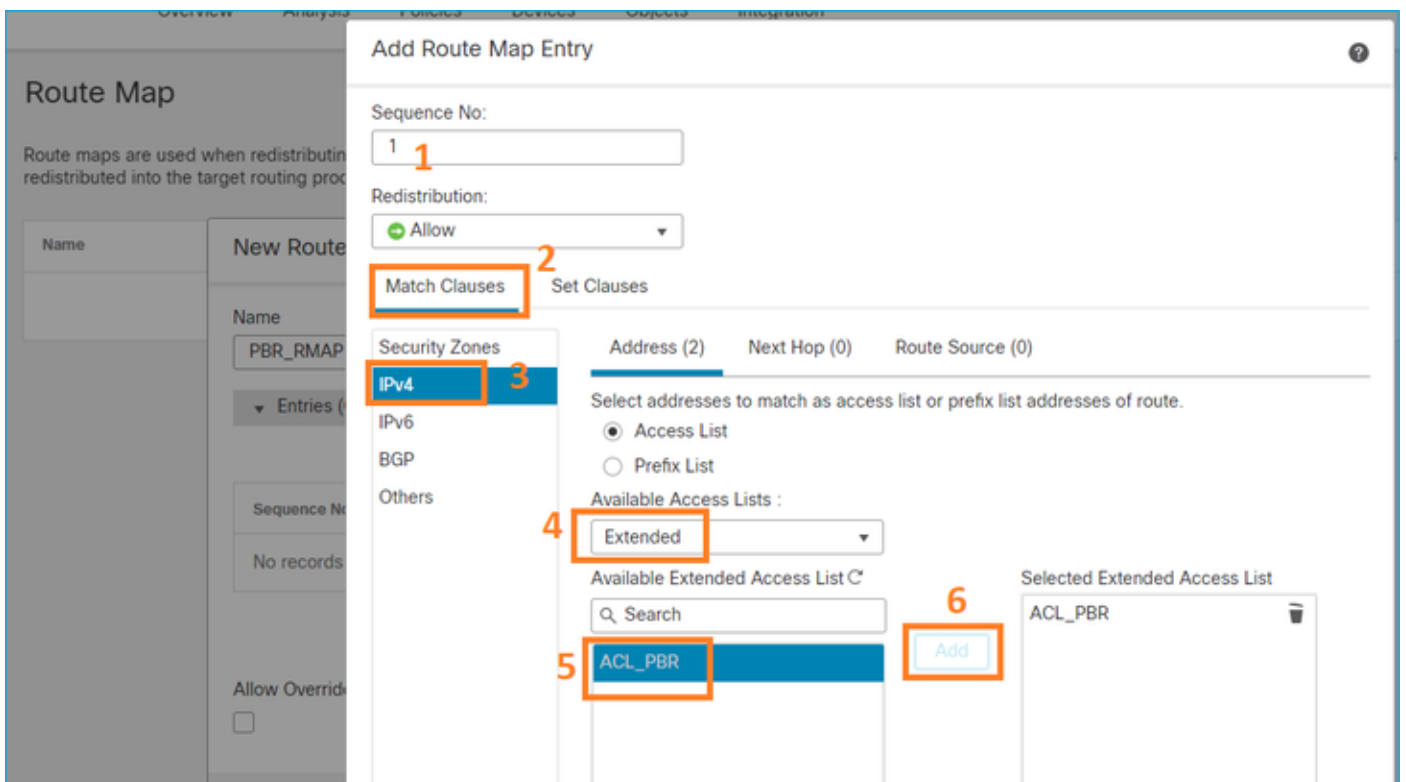 Overview Analysis Policies Devices Objects Integration
Add Route Map Entry
Route Map
Sequence No:
1
1
Route maps are used when redistributin
redistributed into the target routing proc
Redistribution:
Allow
Name
New Route
2
Match Clauses Set Clauses
Name
PBR_RMAP
Security Zones
Address (2) Next Hop (0) Route Source (0)
IPv4
3
Entries (
Select addresses to match as access list or prefix list addresses of route.
IPv6
Access List
BGP
Prefix List
Others
Available Access Lists :
Sequence No
4
Extended
No records
Available Extended Access List
Selected Extended Access List
Search
6
ACL_PBR
5
ACL_PBR
Add
Allow Overrid